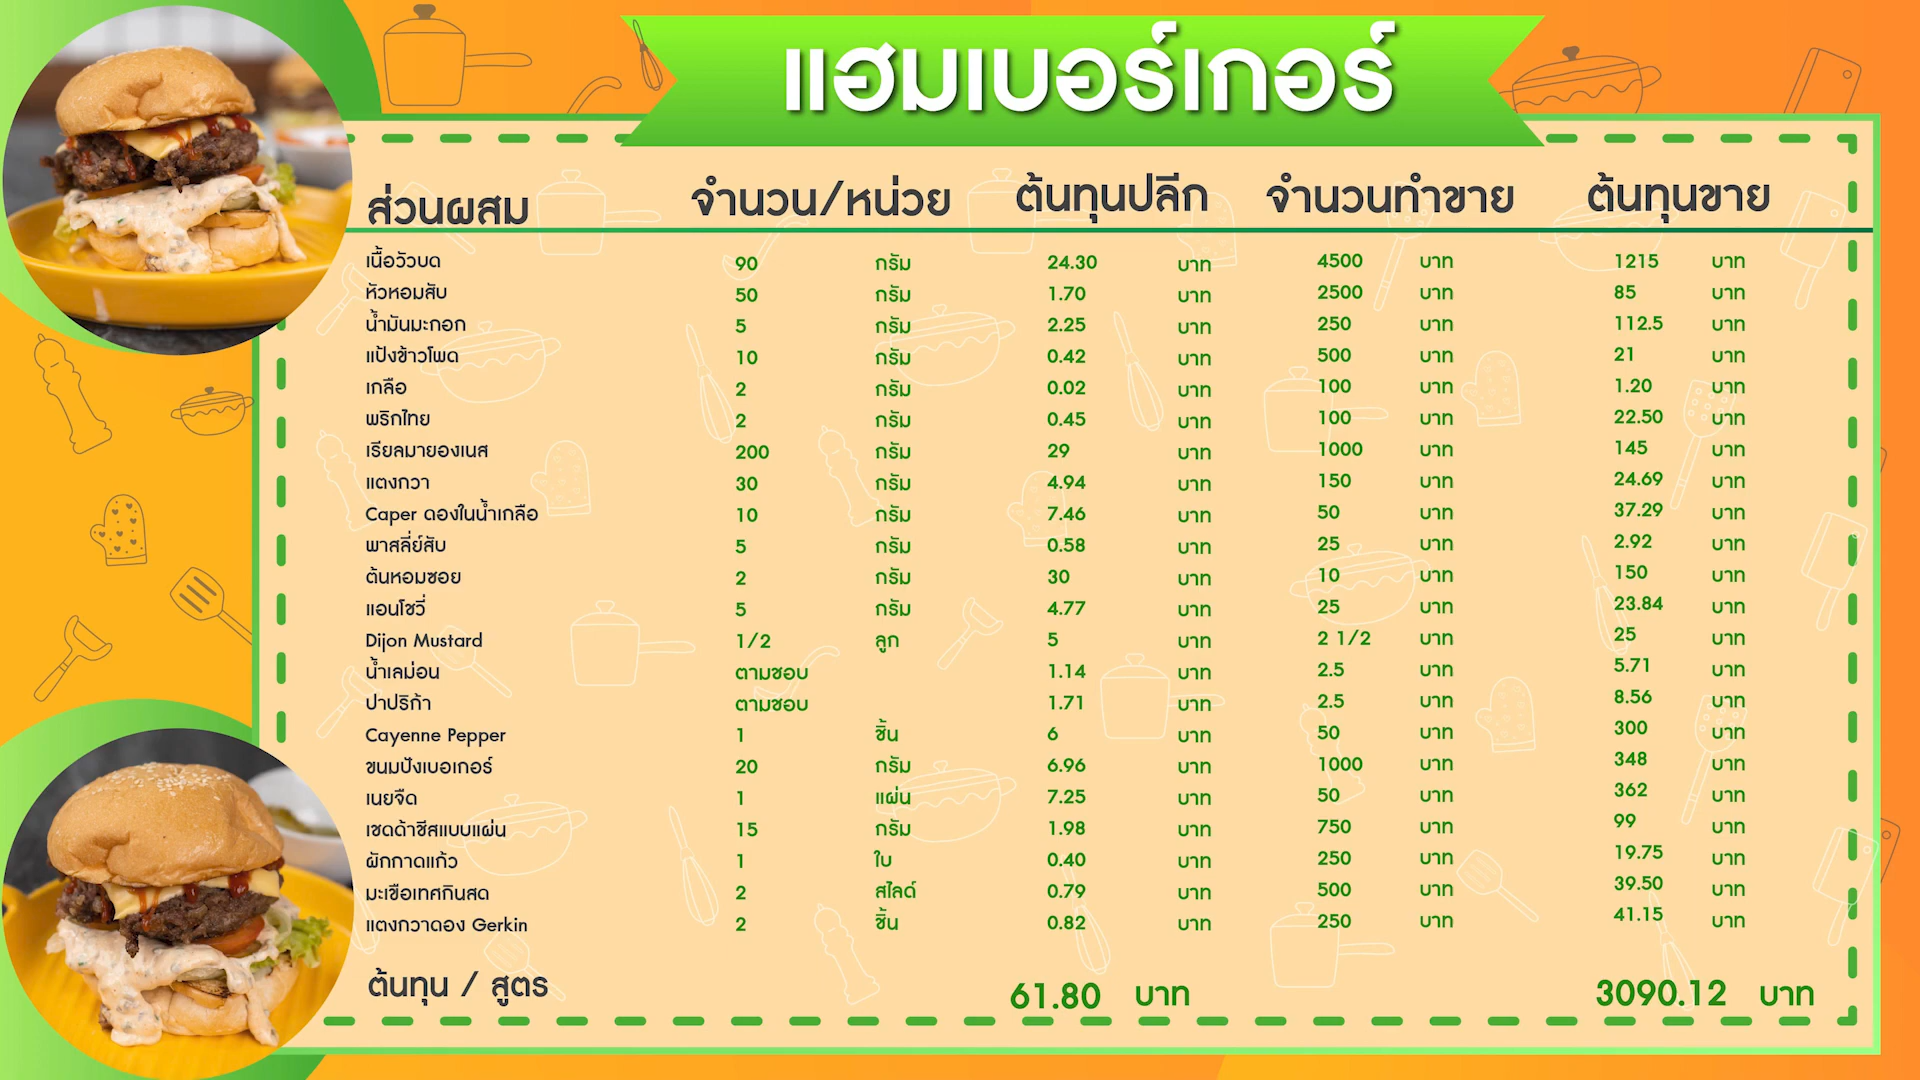 แฮมเบอร์เกอร์
ส่วนผสม จำนวน/หน่วย ต้นทุนปลีก จำนวนทำขาย ต้นทุนขาย
เนื้อวัวบด 90 กรัม 24.30 บาท 4500 บาท 1215 บาท
หัวหอมสับ 50 กรัม 1.70 บาท 2500 บาท 85 บาท
น้ำมันมะกอก 5 กรัม 2.25 บาท 250 บาท 112.5 บาท
แป้งข้าวโพด 10 กรัม 0.42 บาท 500 บาท 21 บาท
เกลือ 2 กรัม 0.02 บาท 100 บาท 1.20 บาท
พริกไทย 2 กรัม 0.45 บาท 100 บาท 22.50 บาท
เรียลมายองเนส 200 กรัม 29 บาท 1000 บาท 145 บาท
แตงกวา 30 กรัม 4.94 บาท 150 บาท 24.69 บาท
Caper ดองในน้ำเกลือ 10 กรัม 7.46 บาท 50 บาท 37.29 บาท
พาสลี่ย์สับ 5 กรัม 0.58 บาท 25 บาท 2.92 บาท
ต้นหอมซอย 2 กรัม 30 บาท 10 บาท 150 บาท
แอนโชวี่ 5 กรัม 4.77 บาท 25 บาท 23.84 บาท
Dijon Mustard 1/2 ลูก 5 บาท 2 1/2 บาท 25 บาท
น้ำเลม่อน ตามชอบ 1.14 บาท 2.5 บาท 5.71 บาท
ปาปริก้า ตามชอบ 1.71 บาท 2.5 บาท 8.56 บาท
Cayenne Pepper 1 ชิ้น 6 บาท 50 บาท 300 บาท
ขนมปังเบอเกอร์ 20 กรัม 6.96 บาท 1000 บาท 348 บาท
เนยจืด 1 แผ่น 7.25 บาท 50 บาท 362 บาท
เชดด้าชีสแบบแผ่น 15 กรัม 1.98 บาท 750 บาท 99 บาท
ผักกาดแก้ว 1 ใบ 0.40 บาท 250 บาท 19.75 บาท
มะเขือเทศกินสด 2 สไลด์ 0.79 บาท 500 บาท 39.50 บาท
แตงกวาดอง Gerkin 2 ชิ้น 0.82 บาท 250 บาท 41.15 บาท
ต้นทุน / สูตร 61.80 บาท 3090.12 บาท